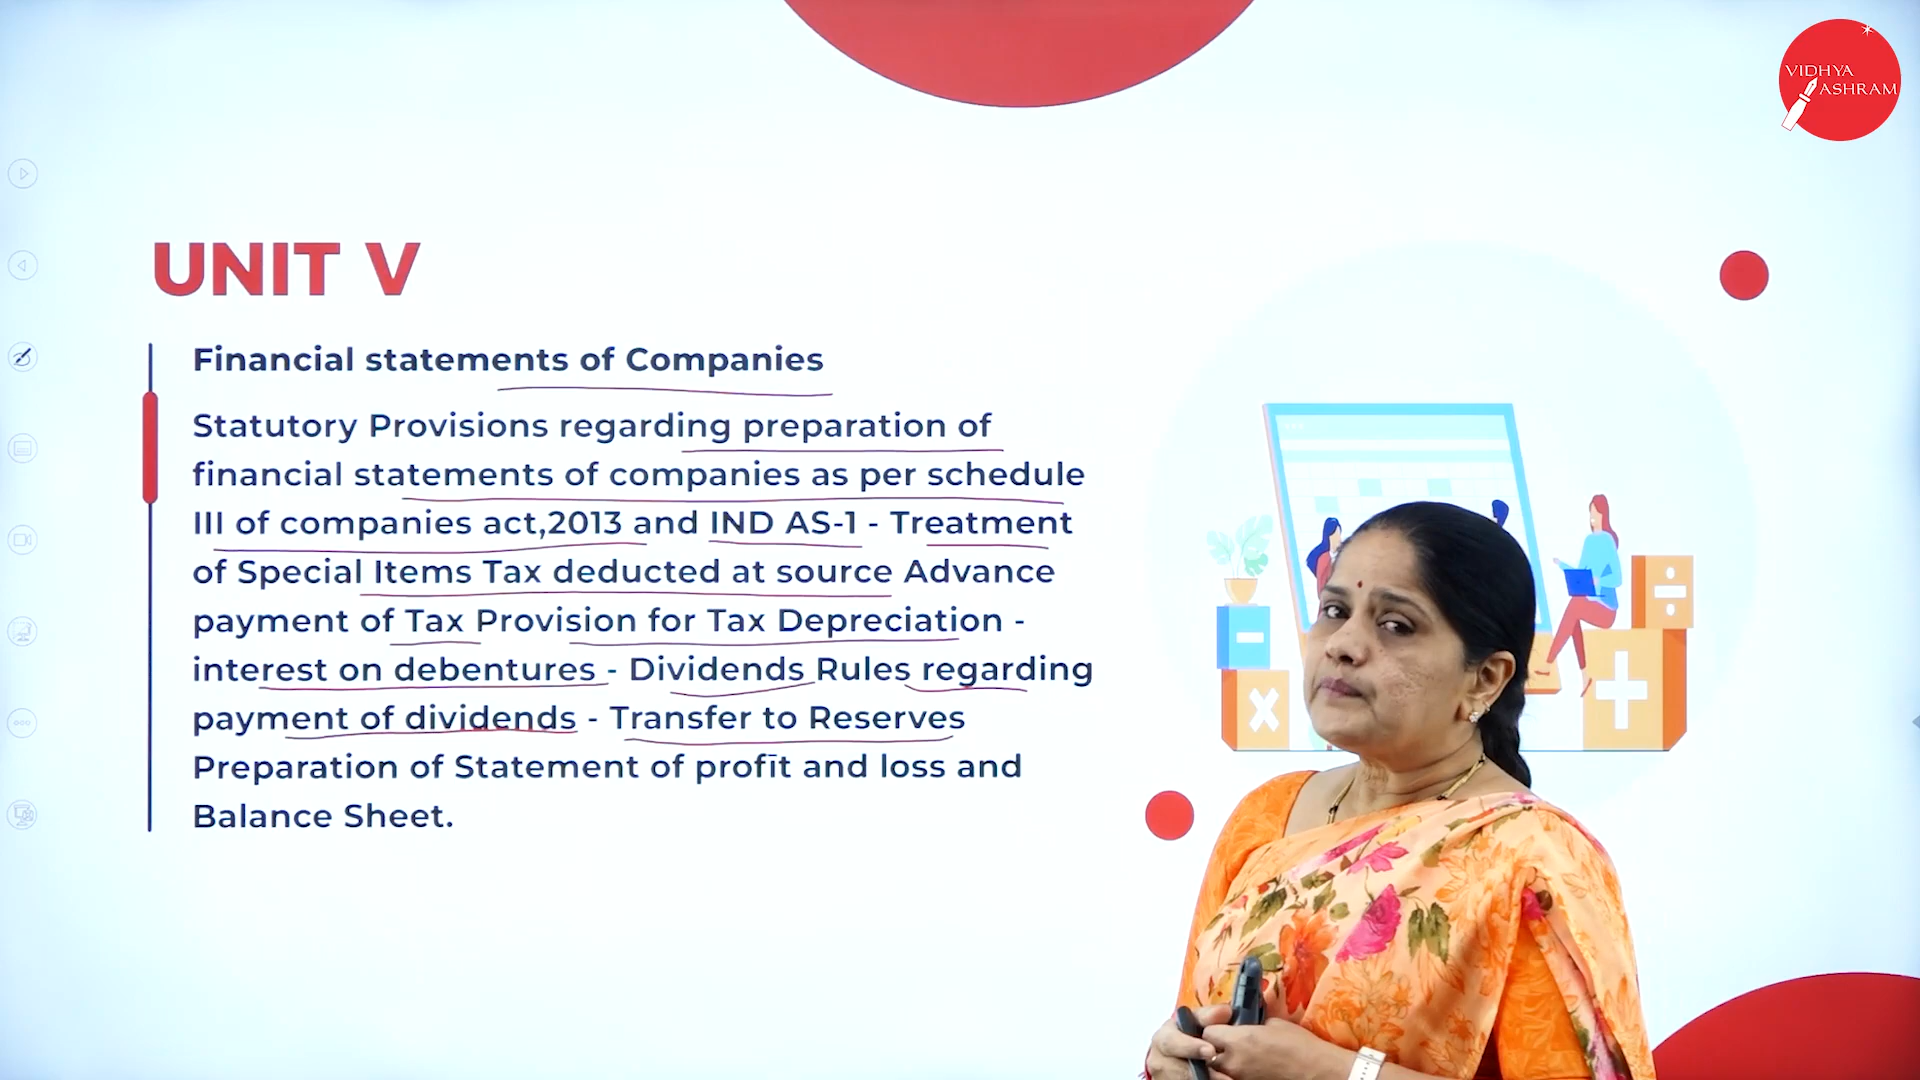 VIDHYA
ASHRAM
UNIT V
Financial statements of Companies
Statutory Provisions regarding preparation of
financial statements of companies as per schedule
III of companies act,2013 and IND AS-1 - Treatment
of Special Items Tax deducted at source Advance
payment of Tax Provision for Tax Depreciation -
interest on debentures - Dividends Rules regarding
payment of dividends - Transfer to Reserves
Preparation of Statement of profit and loss and
Balance Sheet.